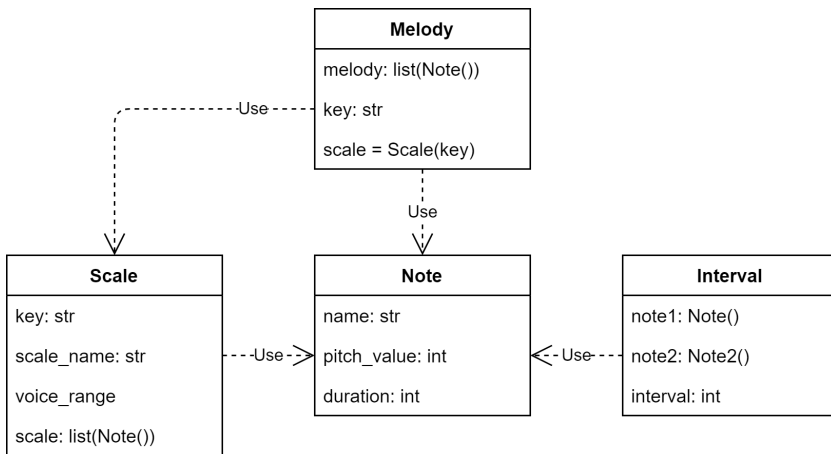 Melody
melody: list(Note())
key: str
scale = Scale(key)
Use
Use
Scale
key: str
scale_name: str
voice_range
scale: list(Note())
Use
Note
name: str
pitch_value: int
duration: int
Use
Interval
note1: Note()
note2: Note2()
interval: int